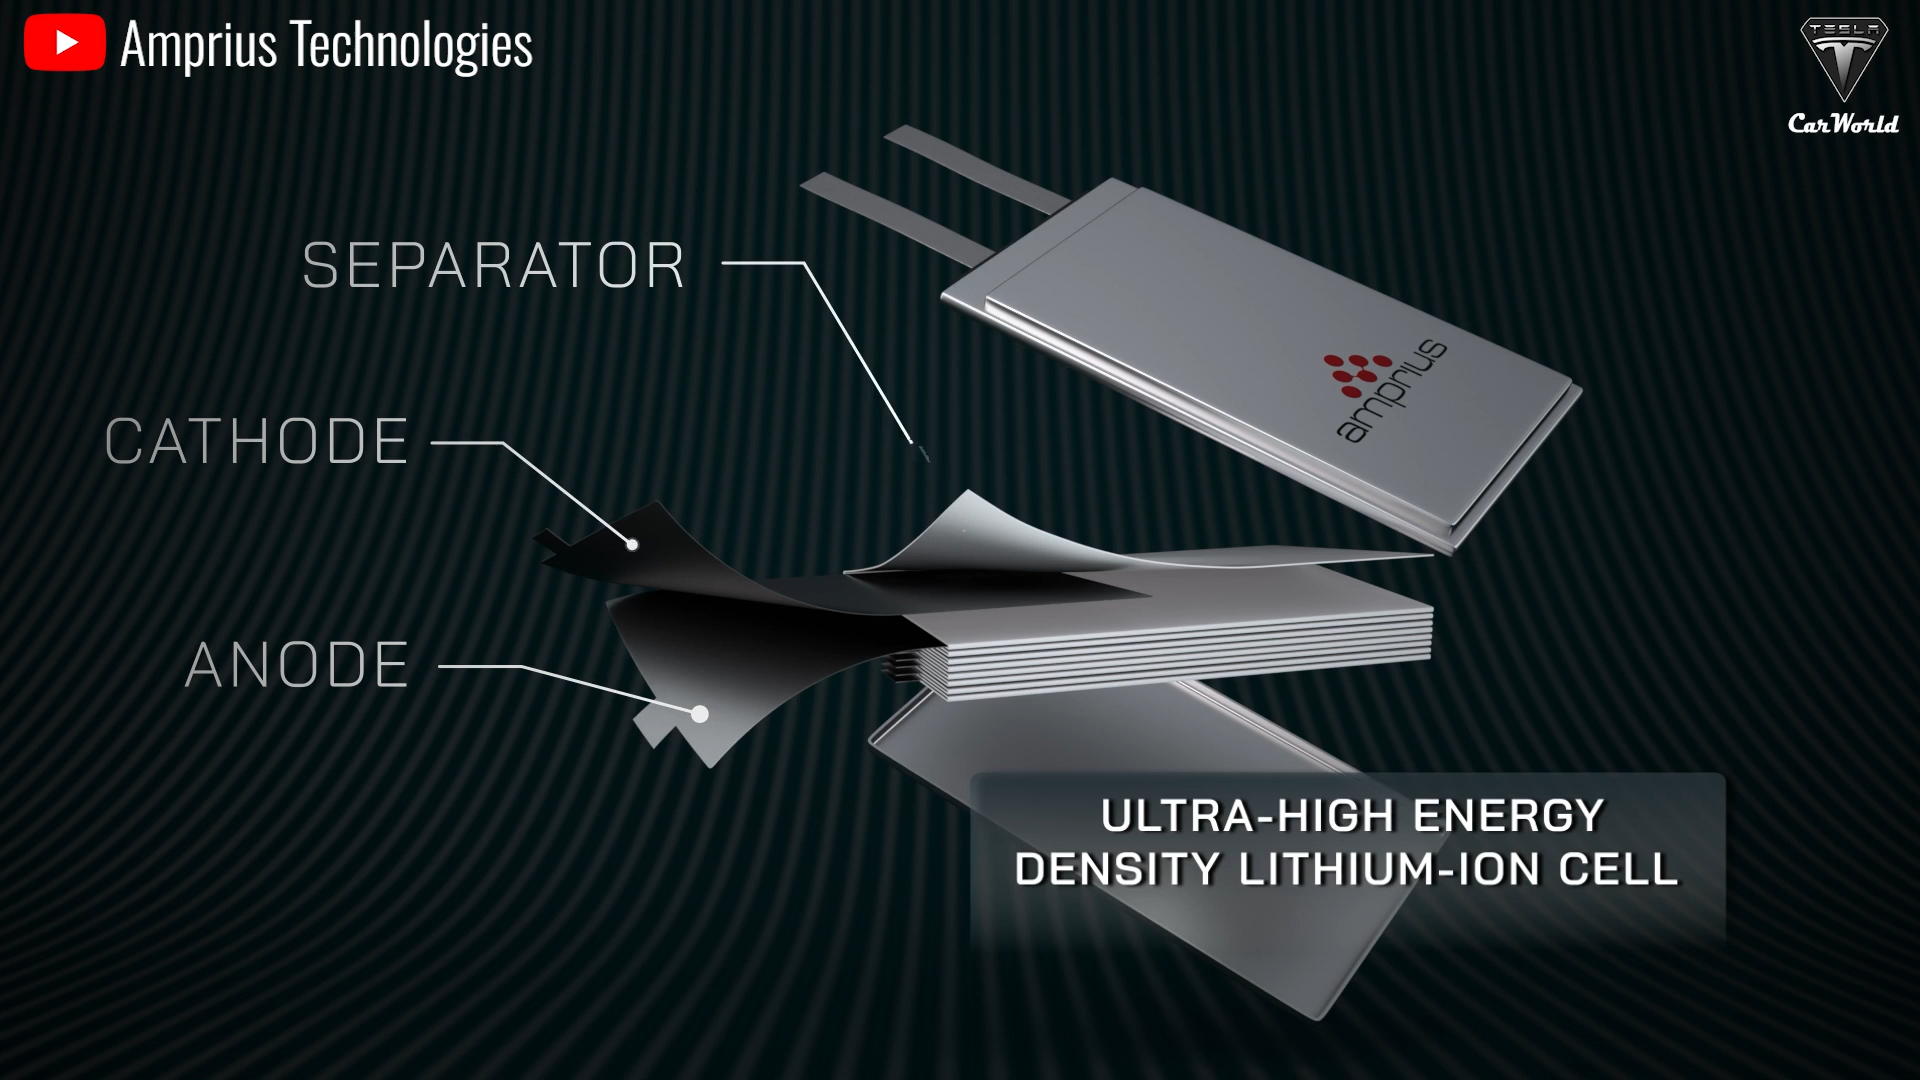 Amprius Technologies
TESLA
CarWorld
SEPARATOR
amprius
CATHODE
ANODE
ULTRA-HIGH ENERGY
DENSITY LITHIUM-ION CELL